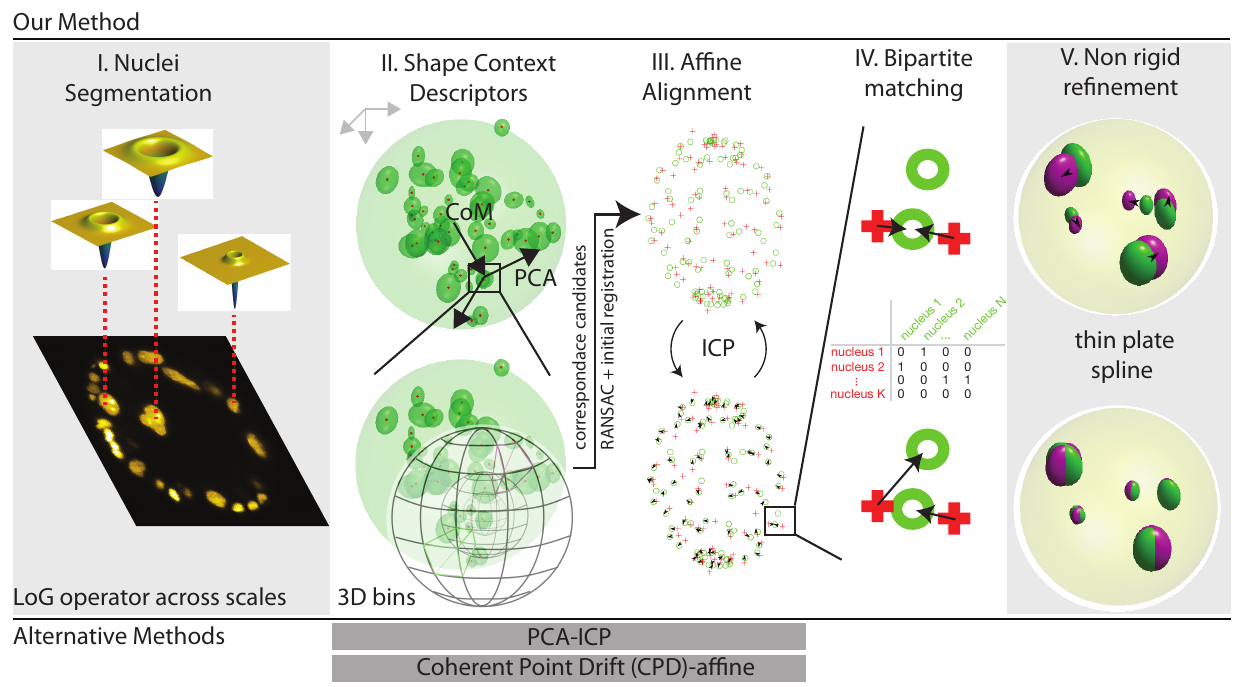 Our Method
I. Nuclei
Segmentation
II. Shape Context
Descriptors
III. Affine
Alignment
IV. Bipartite
matching
V. Non rigid
refinement
CoM
PCA
correspondace candidates
RANSAC + initial registration
ICP
nucleus 1
nucleus 2
...
nucleus N
nucleus 1 0 1 0 0
nucleus 2 1 0 0 0
⋮ 0 0 1 1
nucleus K 0 0 0 0
thin plate
spline
LoG operator across scales
3D bins
Alternative Methods
PCA-ICP
Coherent Point Drift (CPD)-affine